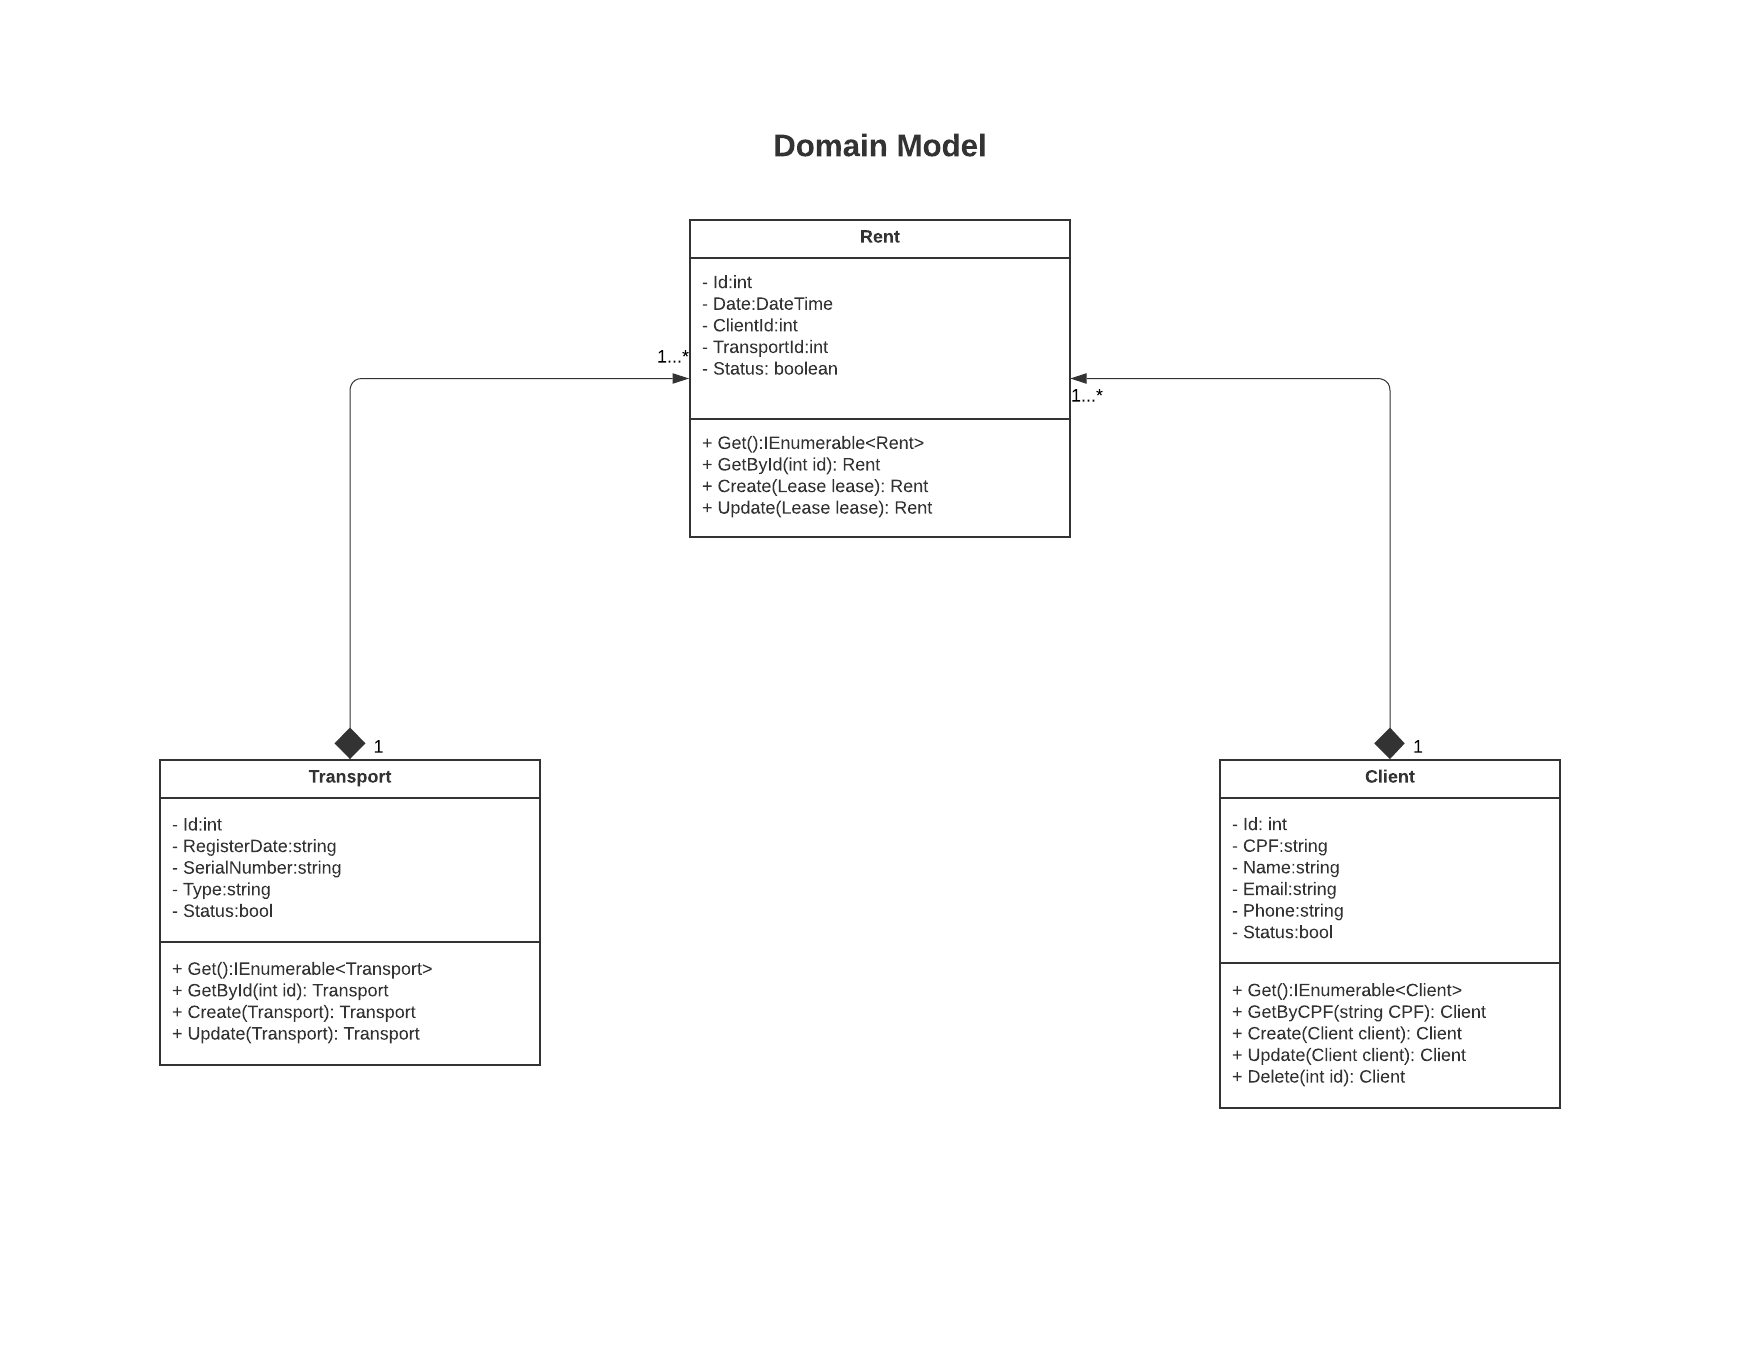 Domain Model
Rent
- Id:int
- Date:DateTime
- ClientId:int
- TransportId:int
- Status: boolean
1...*
1...*
+ Get():IEnumerable<Rent>
+ GetById(int id): Rent
+ Create(Lease lease): Rent
+ Update(Lease lease): Rent
1
Transport
- Id:int
- RegisterDate:string
- SerialNumber:string
- Type:string
- Status:bool
+ Get():IEnumerable<Transport>
+ GetById(int id): Transport
+ Create(Transport): Transport
+ Update(Transport): Transport
1
Client
- Id: int
- CPF:string
- Name:string
- Email:string
- Phone:string
- Status:bool
+ Get():IEnumerable<Client>
+ GetByCPF(string CPF): Client
+ Create(Client client): Client
+ Update(Client client): Client
+ Delete(int id): Client